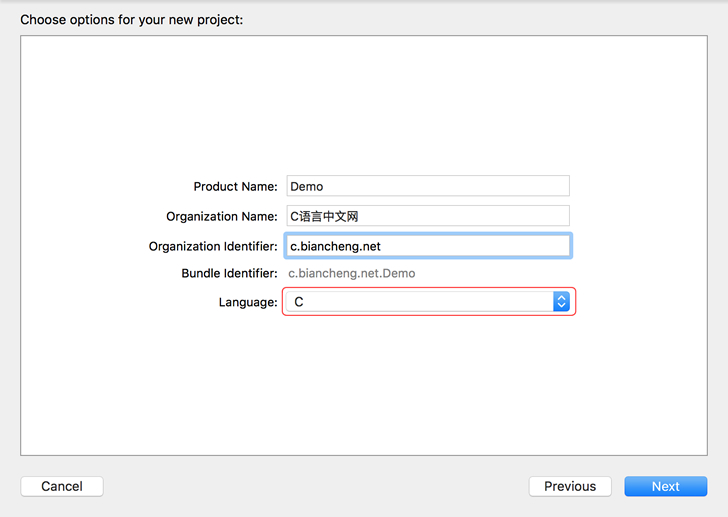 Choose options for your new project:
Product Name: Demo
Organization Name: C语言中文网
Organization Identifier: c.biancheng.net
Bundle Identifier: c.biancheng.net.Demo
Language: C
Cancel Previous Next